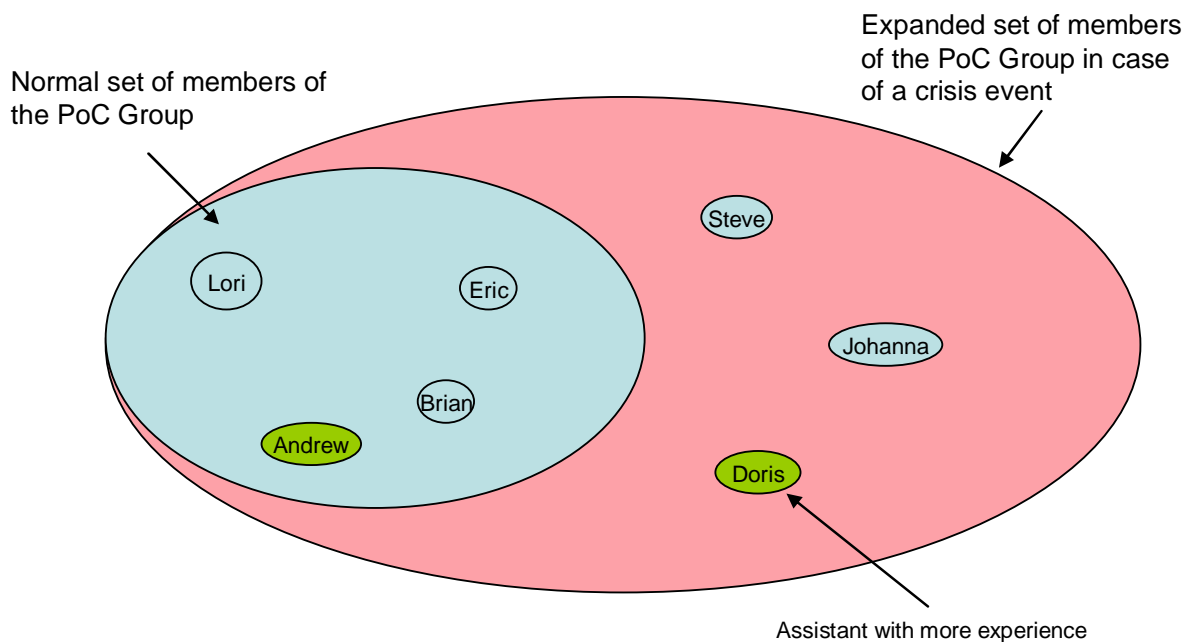 Expanded set of members
of the PoC Group in case
of a crisis event
Normal set of members of
the PoC Group
Steve
Lori
Eric
Johanna
Brian
Andrew
Doris
Assistant with more experience